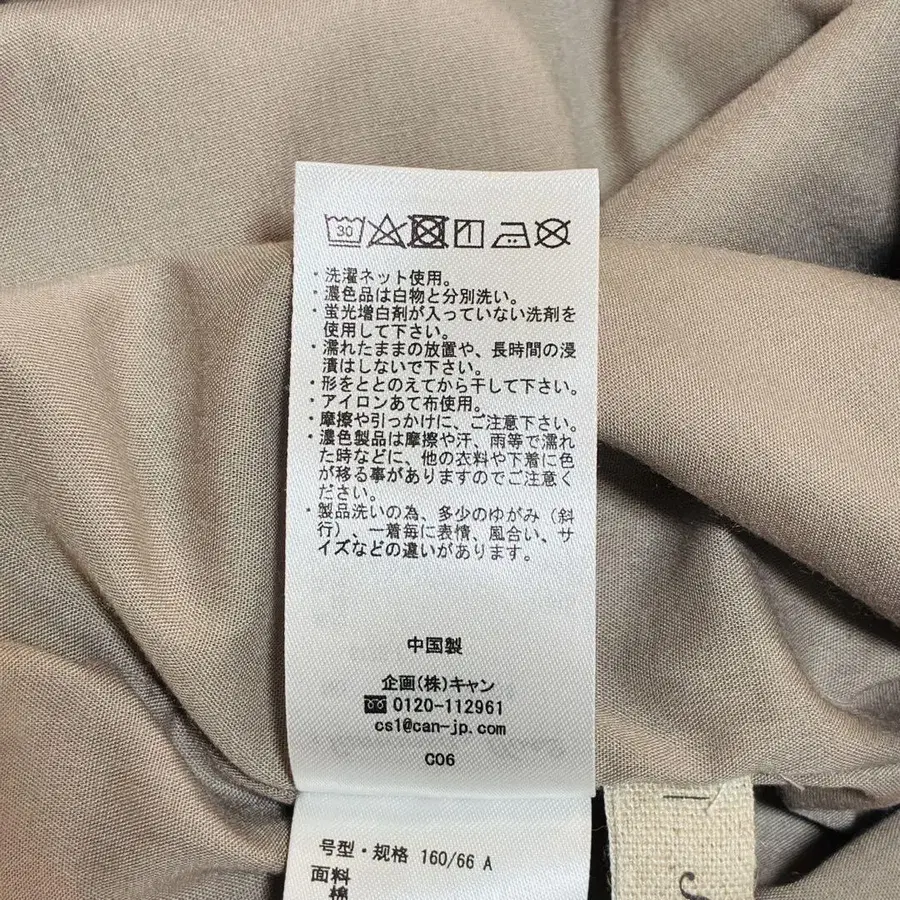 30
・洗濯ネット使用。
・濃色品は白物と分別洗い。
・蛍光増白剤が入っていない洗剤を
使用して下さい。
・濡れたままの放置や、長時間の浸
漬はしないで下さい。
・形をととのえてから干して下さい。
・アイロンあて布使用。
・摩擦や引っかけに、ご注意下さい。
・濃色製品は摩擦や汗、雨等で濡れ
た時などに、他の衣料や下着に色
が移る事がありますのでご注意く
ださい。
・製品洗いの為、多少のゆがみ（斜
行）、一着毎に表情、風合い、サ
イズなどの違いがあります。
中国製
企画(株)キャン
0120-112961
cs1@can-jp.com
C06
号型・规格 160/66 A
面料
棉